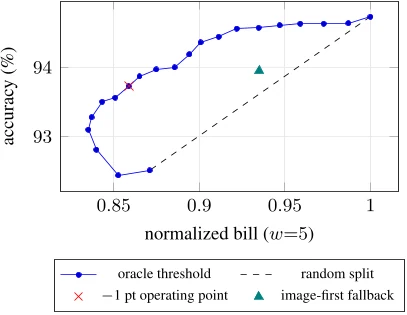 accuracy (%)
94
93
0.85 0.9 0.95 1
normalized bill (w=5)
oracle threshold random split
−1 pt operating point image-first fallback